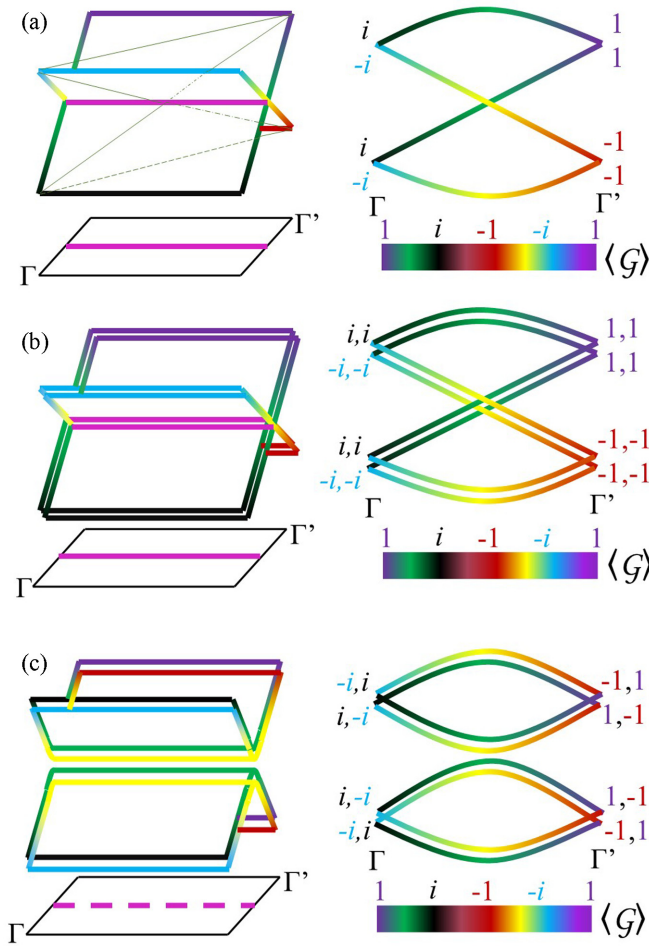 (a)
i
-i
1
1
i
-i
-1
-1
Γ
Γ'
Γ
Γ'
1 i -1 -i 1
⟨𝒢⟩
(b)
i,i
-i,-i
1,1
1,1
i,i
-i,-i
-1,-1
-1,-1
Γ
Γ'
Γ
Γ'
1 i -1 -i 1
⟨𝒢⟩
(c)
-i,i
i,-i
-1,1
1,-1
i,-i
-i,i
1,-1
-1,1
Γ
Γ'
Γ
Γ'
1 i -1 -i 1
⟨𝒢⟩